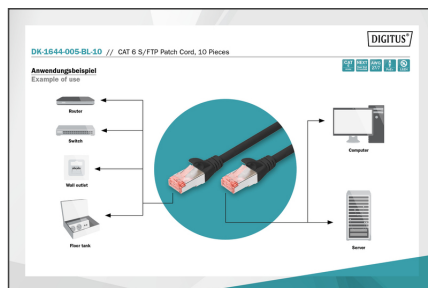 DIGITUS®
DK-1644-005-BL-10 // CAT 6 S/FTP Patch Cord, 10 Pieces
Anwendungsbeispiel
Example of use
Router
Switch
Wall outlet
Floor tank
Computer
Server